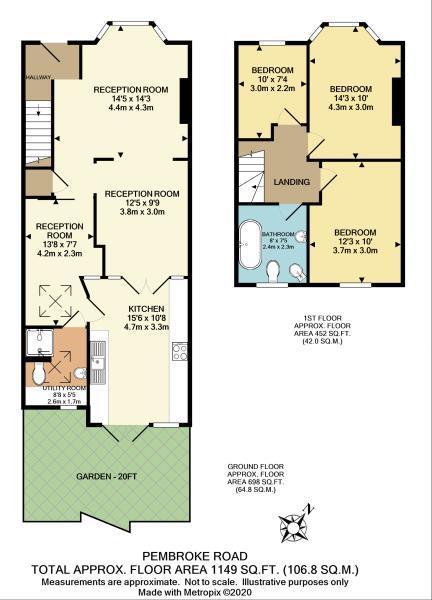 HALLWAY
RECEPTION ROOM
14'5 x 14'3
4.4m x 4.3m
RECEPTION ROOM
12'5 x 9'9
3.8m x 3.0m
RECEPTION
ROOM
13'8 x 7'7
4.2m x 2.3m
KITCHEN
15'6 x 10'8
4.7m x 3.3m
UTILITY ROOM
8'8 x 5'5
2.6m x 1.7m
GARDEN - 20FT
BEDROOM
10' x 7'4
3.0m x 2.2m
BEDROOM
14'3 x 10'
4.3m x 3.0m
LANDING
BATHROOM
8' x 7'5
2.4m x 2.3m
BEDROOM
12'3 x 10'
3.7m x 3.0m
1ST FLOOR
APPROX. FLOOR
AREA 452 SQ.FT.
(42.0 SQ.M.)
GROUND FLOOR
APPROX. FLOOR
AREA 698 SQ.FT.
(64.8 SQ.M.)
N
PEMBROKE ROAD
TOTAL APPROX. FLOOR AREA 1149 SQ.FT. (106.8 SQ.M.)
Measurements are approximate. Not to scale. Illustrative purposes only
Made with Metropix ©2020